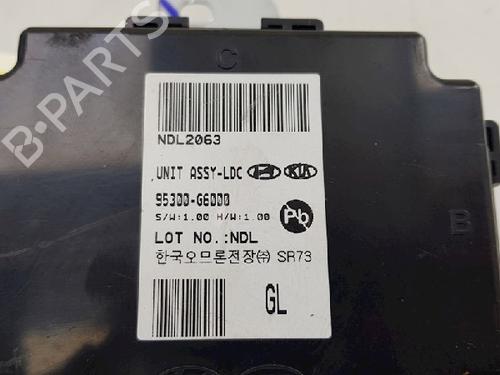 C
B-PARTS
NDL2063
UNIT ASSY-LDC KIA
95300-G6000
S/W:1.00 H/W:1.00
Pb
LOT NO.:NDL
한국오므론전장㈜ SR73
GL
B